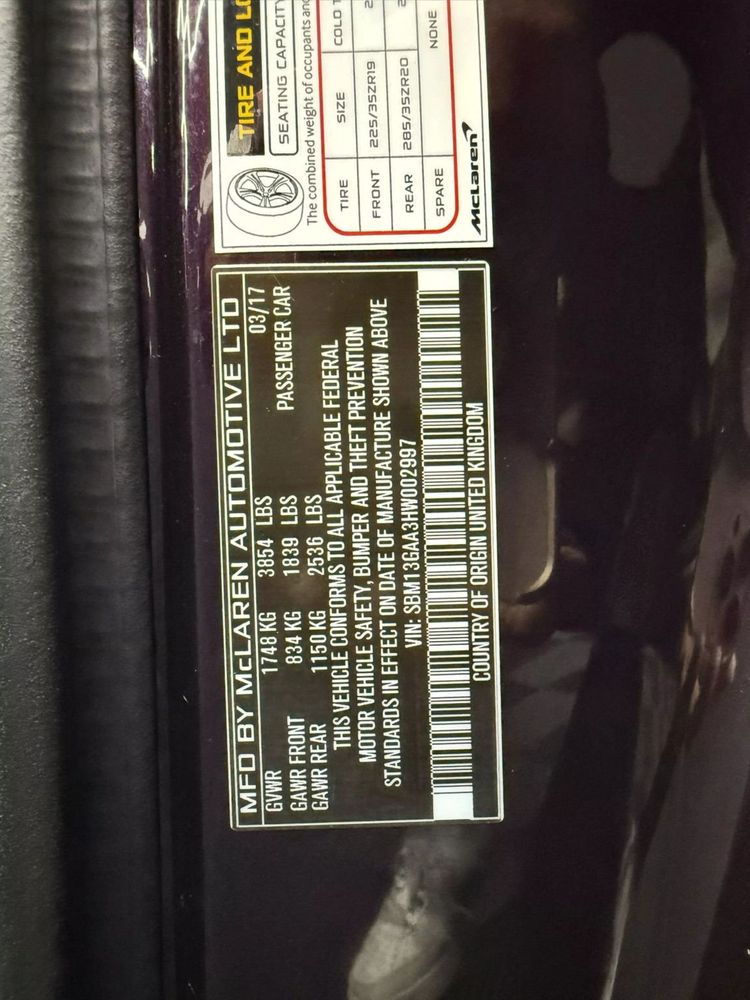 MFD BY McLAREN AUTOMOTIVE LTD
03/17
GVWR 1748 KG 3854 LBS
GAWR FRONT 834 KG 1839 LBS PASSENGER CAR
GAWR REAR 1150 KG 2536 LBS
THIS VEHICLE CONFORMS TO ALL APPLICABLE FEDERAL
MOTOR VEHICLE SAFETY, BUMPER AND THEFT PREVENTION
STANDARDS IN EFFECT ON DATE OF MANUFACTURE SHOWN ABOVE
VIN: SBM13GAA3HW002997
COUNTRY OF ORIGIN UNITED KINGDOM
TIRE AND LO
SEATING CAPACITY
The combined weight of occupants and
TIRE SIZE COLD T
FRONT 225/35ZR19 2
REAR 285/35ZR20 2
SPARE NONE
McLaren